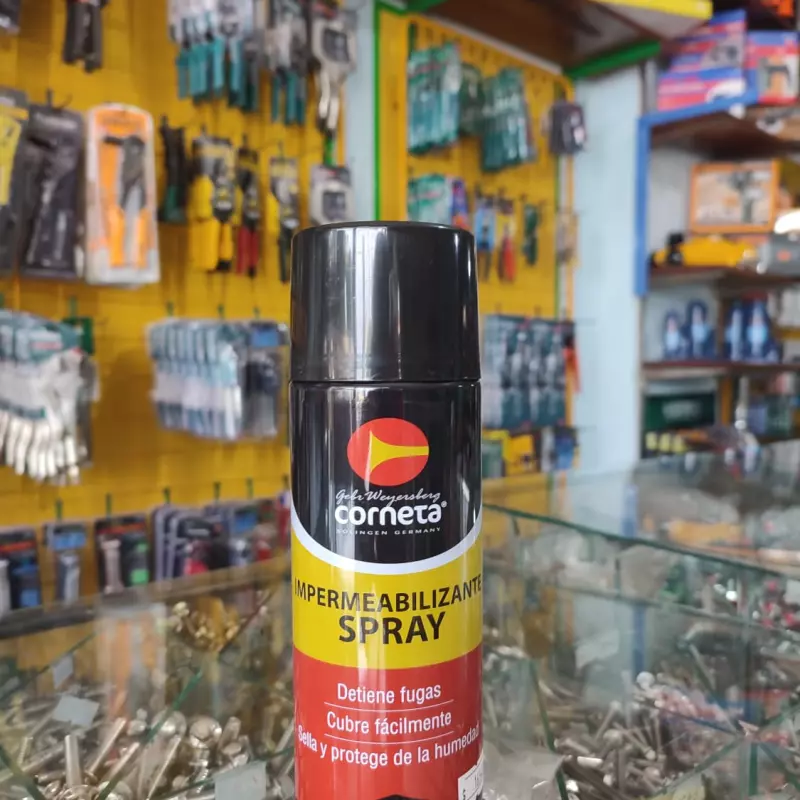 Gebr Weyersberg
corneta®
SOLINGEN GERMANY
IMPERMEABILIZANTE
SPRAY
Detiene fugas
Cubre fácilmente
Sella y protege de la humedad